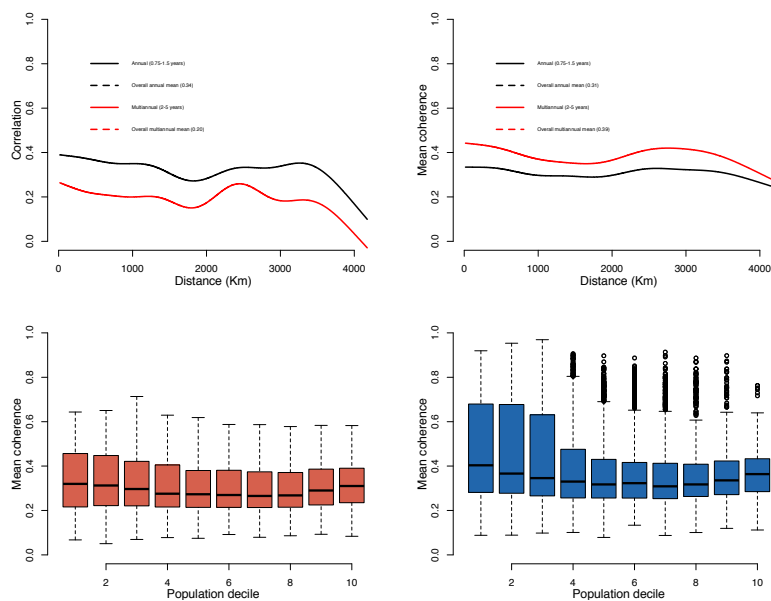 Correlation
0.0 0.2 0.4 0.6 0.8 1.0
Annual (0.75-1.5 years)
Overall annual mean (0.34)
Multiannual (2-5 years)
Overall multiannual mean (0.20)
0 1000 2000 3000 4000
Distance (Km)
Mean coherence
0.0 0.2 0.4 0.6 0.8 1.0
Annual (0.75-1.5 years)
Overall annual mean (0.31)
Multiannual (2-5 years)
Overall multiannual mean (0.39)
0 1000 2000 3000 4000
Distance (Km)
Mean coherence
0.0 0.2 0.4 0.6 0.8 1.0
2 4 6 8 10
Population decile
Mean coherence
0.0 0.2 0.4 0.6 0.8 1.0
2 4 6 8 10
Population decile